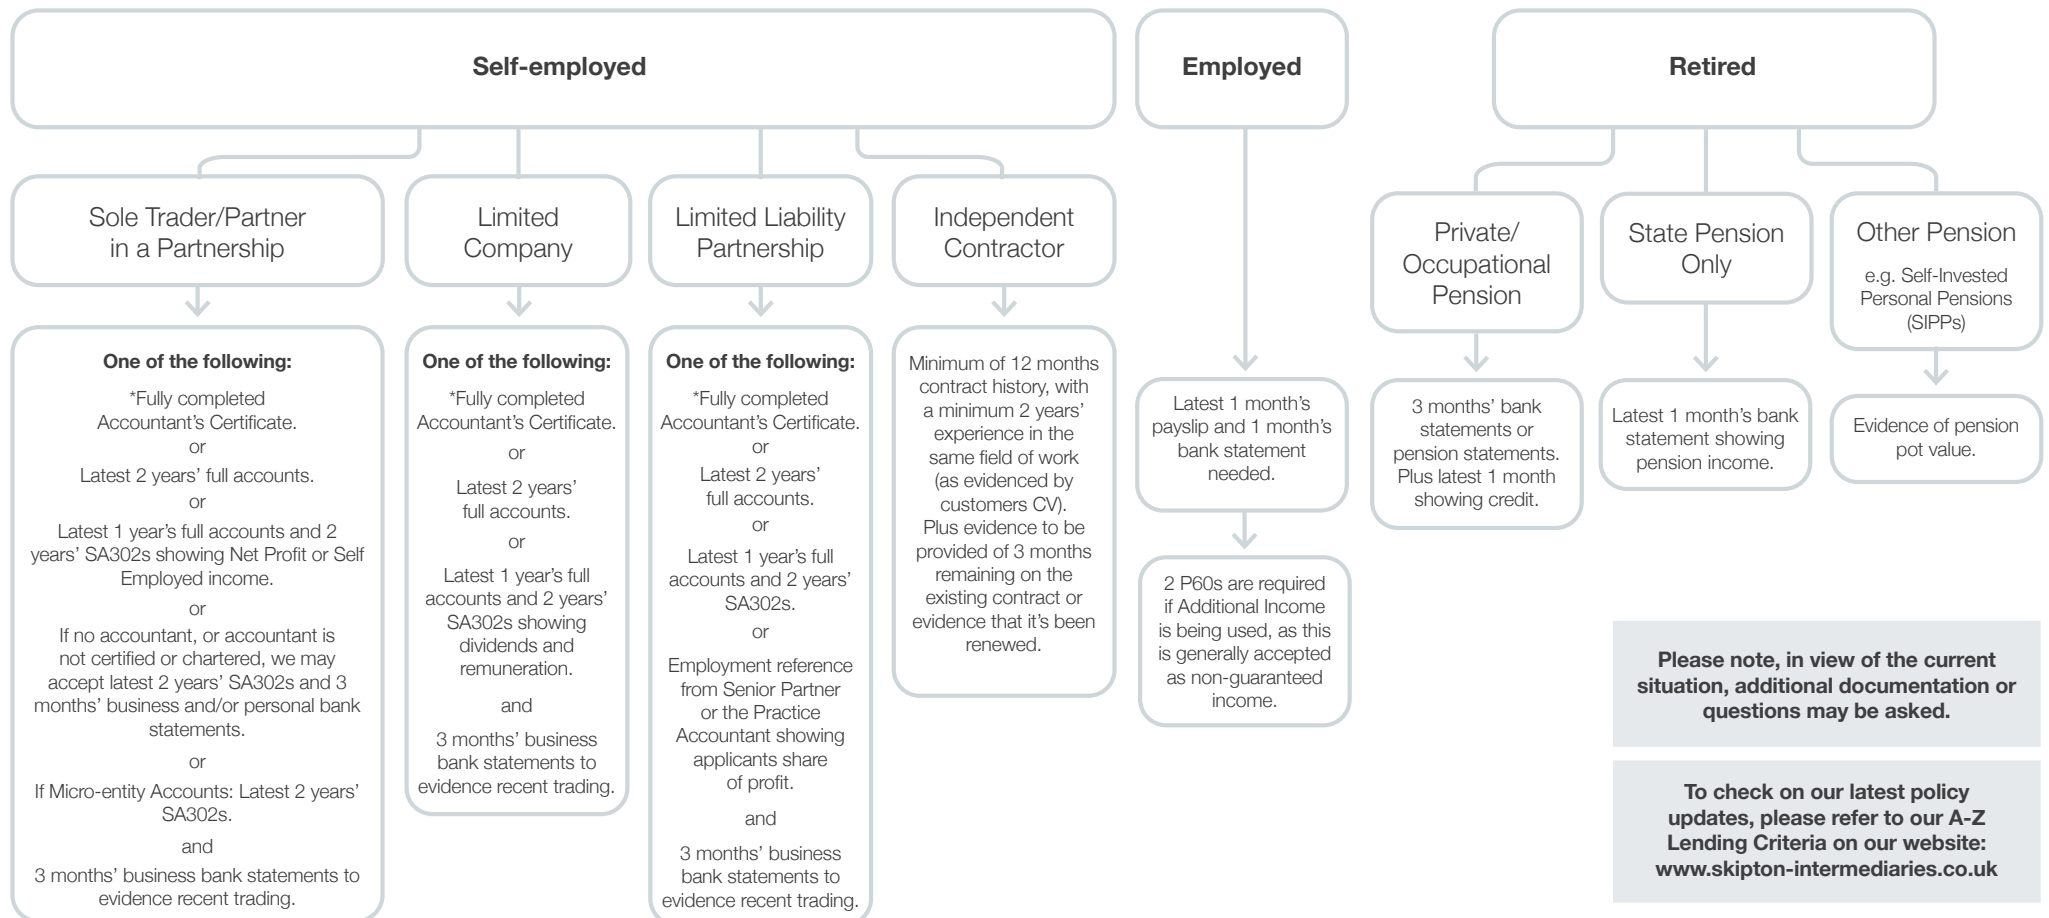 Self-employed
Employed
Retired
Sole Trader/Partner
in a Partnership
Limited
Company
Limited Liability
Partnership
Independent
Contractor
Private/
Occupational
Pension
State Pension
Only
Other Pension
e.g. Self-Invested
Personal Pensions
(SIPPs)
One of the following:
*Fully completed
Accountant’s Certificate.
or
Latest 2 years’ full accounts.
or
Latest 1 year’s full accounts and 2
years’ SA302s showing Net Profit or Self
Employed income.
or
If no accountant, or accountant is
not certified or chartered, we may
accept latest 2 years’ SA302s and 3
months’ business and/or personal bank
statements.
or
If Micro-entity Accounts: Latest 2 years’
SA302s.
and
3 months’ business bank statements to
evidence recent trading.
One of the following:
*Fully completed
Accountant’s Certificate.
or
Latest 2 years’
full accounts.
or
Latest 1 year’s full
accounts and 2 years’
SA302s showing
dividends and
remuneration.
and
3 months’ business
bank statements to
evidence recent trading.
One of the following:
*Fully completed
Accountant’s Certificate.
or
Latest 2 years’
full accounts.
or
Latest 1 year’s full
accounts and 2 years’
SA302s.
or
Employment reference
from Senior Partner
or the Practice
Accountant showing
applicants share
of profit.
and
3 months’ business
bank statements to
evidence recent trading.
Minimum of 12 months
contract history, with
a minimum 2 years’
experience in the
same field of work
(as evidenced by
customers CV).
Plus evidence to be
provided of 3 months
remaining on the
existing contract or
evidence that it’s been
renewed.
Latest 1 month’s
payslip and 1 month’s
bank statement
needed.
2 P60s are required
if Additional Income
is being used, as this
is generally accepted
as non-guaranteed
income.
3 months’ bank
statements or
pension statements.
Plus latest 1 month
showing credit.
Latest 1 month’s bank
statement showing
pension income.
Evidence of pension
pot value.
Please note, in view of the current
situation, additional documentation or
questions may be asked.
To check on our latest policy
updates, please refer to our A-Z
Lending Criteria on our website:
www.skipton-intermediaries.co.uk